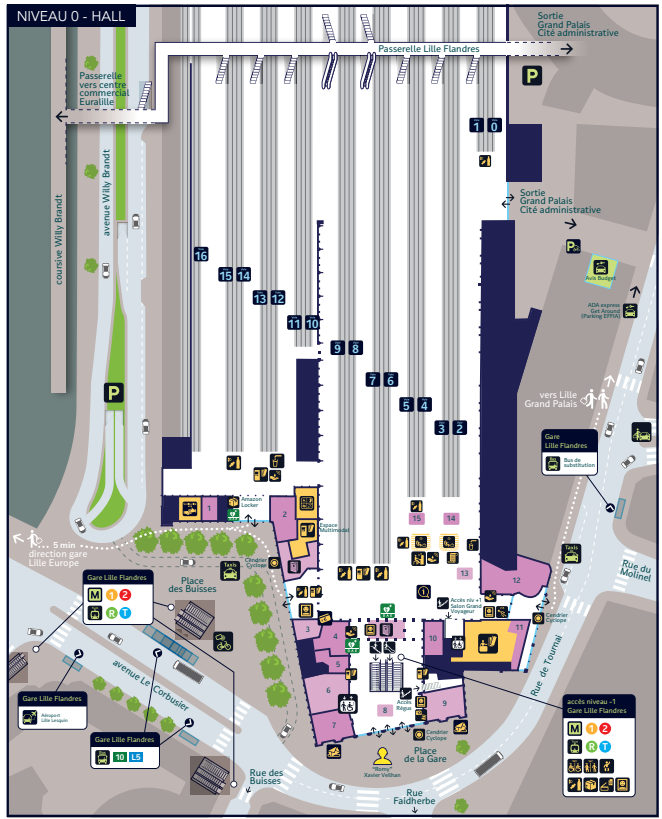 NIVEAU 0 - HALL
Sortie
Grand Palais
Cité administrative
Passerelle Lille Flandres
P
Passerelle
vers centre
commercial
Euralille
1 0
avenue Willy Brandt
coursive Willy Brandt
Sortie
Grand Palais
Cité administrative
P
16
15 14
13 12
11 10
9 8
7 6
5 4
3 2
Avis Budget
ADA express
Get Around
(Parking EFFIA)
P
vers Lille
Grand Palais
Gare
Lille Flandres
Bus de
substitution
1
Amazon
Locker
2
Espace
Multimodal
15
14
13
12
5 min
direction gare
Lille Europe
Cendrier
Cyclope
Taxis
Taxis
Rue du
Molinel
Place
des Buisses
Gare Lille Flandres
M 1 2
R T
Accès niv +1
Salon Grand
Voyageur
Cendrier
Cyclope
3
4
5
6
7
8
9
10
11
Rue de Tournai
avenue Le Corbusier
Gare Lille Flandres
Aéroport
Lille Lesquin
Gare Lille Flandres
10 L5
Accès
Régus
Cendrier
Cyclope
accès niveau -1
Gare Lille Flandres
M 1 2
R T
"Romy"
Xavier Veilhan
Place
de la Gare
Rue des
Buisses
Rue
Faidherbe